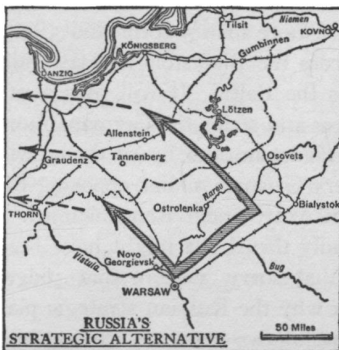 Tilsit
Niemen
KOVNO
KÖNIGSBERG
Gumbinnen
DANZIG
Lötzen
Allenstein
Graudenz
Tannenberg
Osovets
THORN
Ostrolenka
Narew
Bialystok
Vistula
Novo
Georgievsk
Bug
WARSAW
RUSSIA'S
STRATEGIC ALTERNATIVE
50 Miles